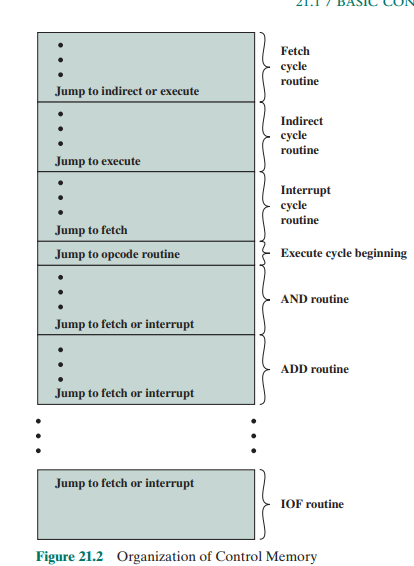 21.1 / BASIC CON
Jump to indirect or execute
Fetch
cycle
routine
Jump to execute
Indirect
cycle
routine
Jump to fetch
Interrupt
cycle
routine
Jump to opcode routine
Execute cycle beginning
Jump to fetch or interrupt
AND routine
Jump to fetch or interrupt
ADD routine
Jump to fetch or interrupt
IOF routine
Figure 21.2 Organization of Control Memory